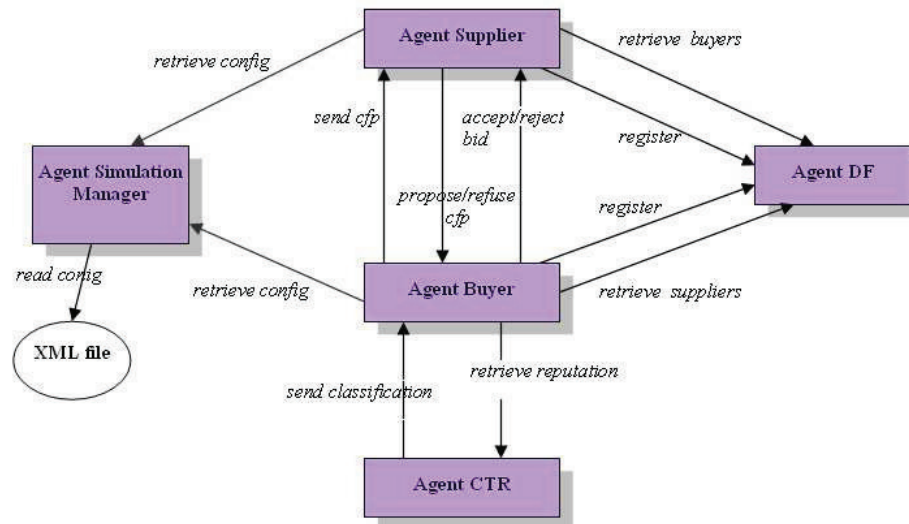 Agent Supplier
retrieve buyers
retrieve config
send cfp
accept/reject
bid
register
Agent Simulation
Manager
Agent DF
propose/refuse
cfp
register
read conig
retrieve config
Agent Buyer
retrieve suppliers
XML file
retrieve reputation
send classification
Agent CTR